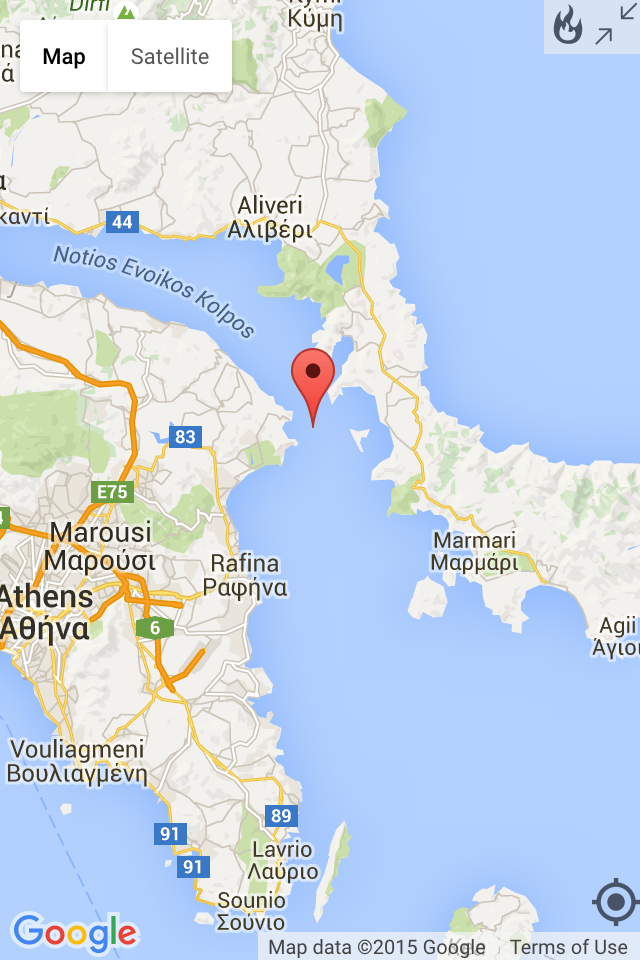 Dirfi
Κύμη
Map
Satellite
καντί
44
Aliveri
Αλιβέρι
Notios Evoikos Kolpos
83
E75
Marousi
Μαρούσι
Rafina
Ραφήνα
Marmari
Μαρμάρι
Athens
Αθήνα
6
Agii
Άγιοι
Vouliagmeni
Βουλιαγμένη
89
91
Lavrio
Λαύριο
91
Sounio
Σούνιο
Google
Map data ©2015 Google
Terms of Use